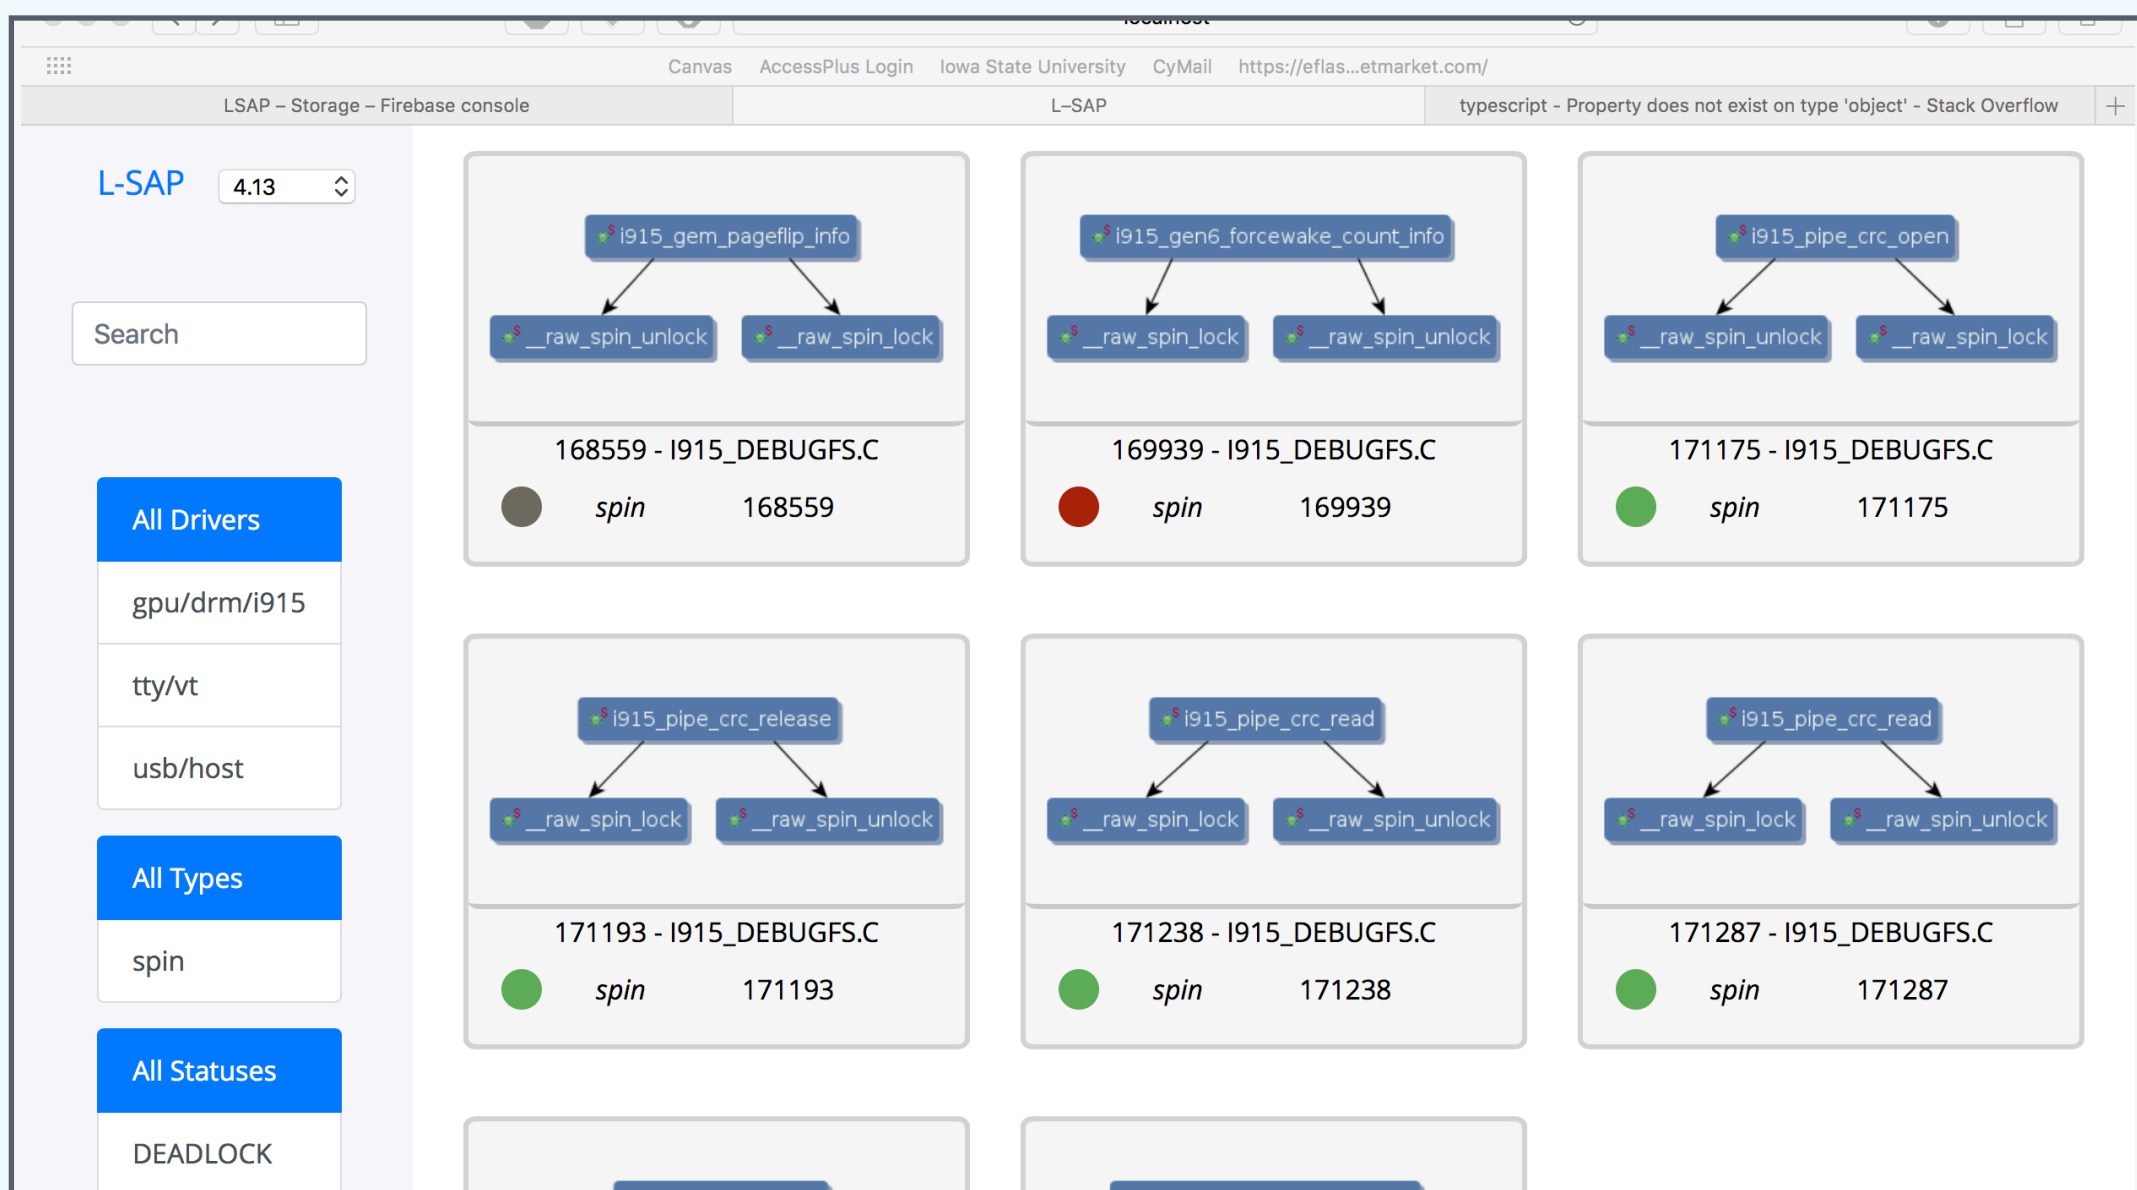 localhost
Canvas AccessPlus Login Iowa State University CyMail https://eflas...etmarket.com/
LSAP – Storage – Firebase console
L–SAP
typescript - Property does not exist on type 'object' - Stack Overflow
L-SAP
4.13
Search
All Drivers
gpu/drm/i915
tty/vt
usb/host
All Types
spin
All Statuses
DEADLOCK
i915_gem_pageflip_info
__raw_spin_unlock
__raw_spin_lock
168559 - I915_DEBUGFS.C
spin 168559
i915_gen6_forcewake_count_info
__raw_spin_lock
__raw_spin_unlock
169939 - I915_DEBUGFS.C
spin 169939
i915_pipe_crc_open
__raw_spin_unlock
__raw_spin_lock
171175 - I915_DEBUGFS.C
spin 171175
i915_pipe_crc_release
__raw_spin_lock
__raw_spin_unlock
171193 - I915_DEBUGFS.C
spin 171193
i915_pipe_crc_read
__raw_spin_lock
__raw_spin_unlock
171238 - I915_DEBUGFS.C
spin 171238
i915_pipe_crc_read
__raw_spin_lock
__raw_spin_unlock
171287 - I915_DEBUGFS.C
spin 171287